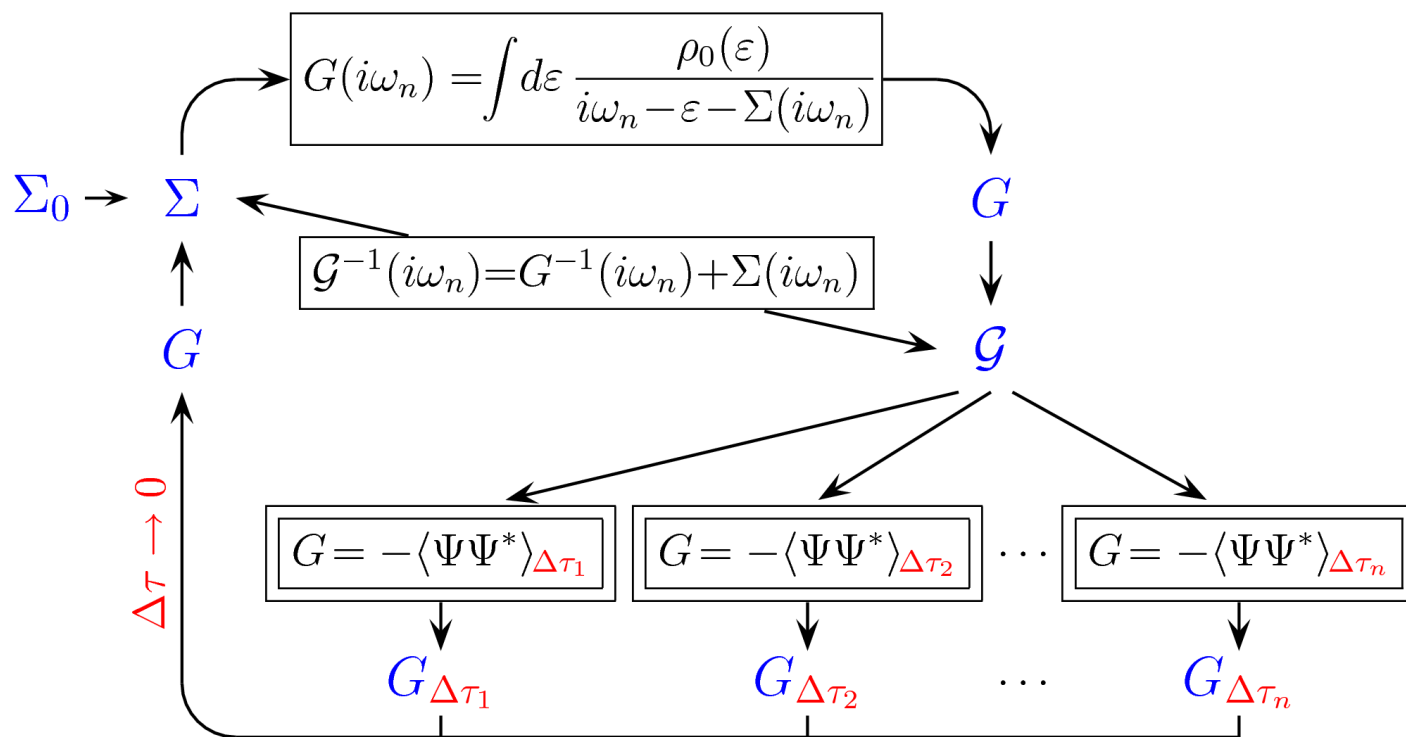 G(iω_n) = ∫ dε ρ_0(ε) / (iω_n − ε − Σ(iω_n))
Σ_0 → Σ
G
𝒢^{-1}(iω_n)=G^{-1}(iω_n)+Σ(iω_n)
G
𝒢
Δτ → 0
G = −⟨ΨΨ*⟩_{Δτ_1}
G = −⟨ΨΨ*⟩_{Δτ_2}
···
G = −⟨ΨΨ*⟩_{Δτ_n}
G_{Δτ_1}
G_{Δτ_2}
···
G_{Δτ_n}